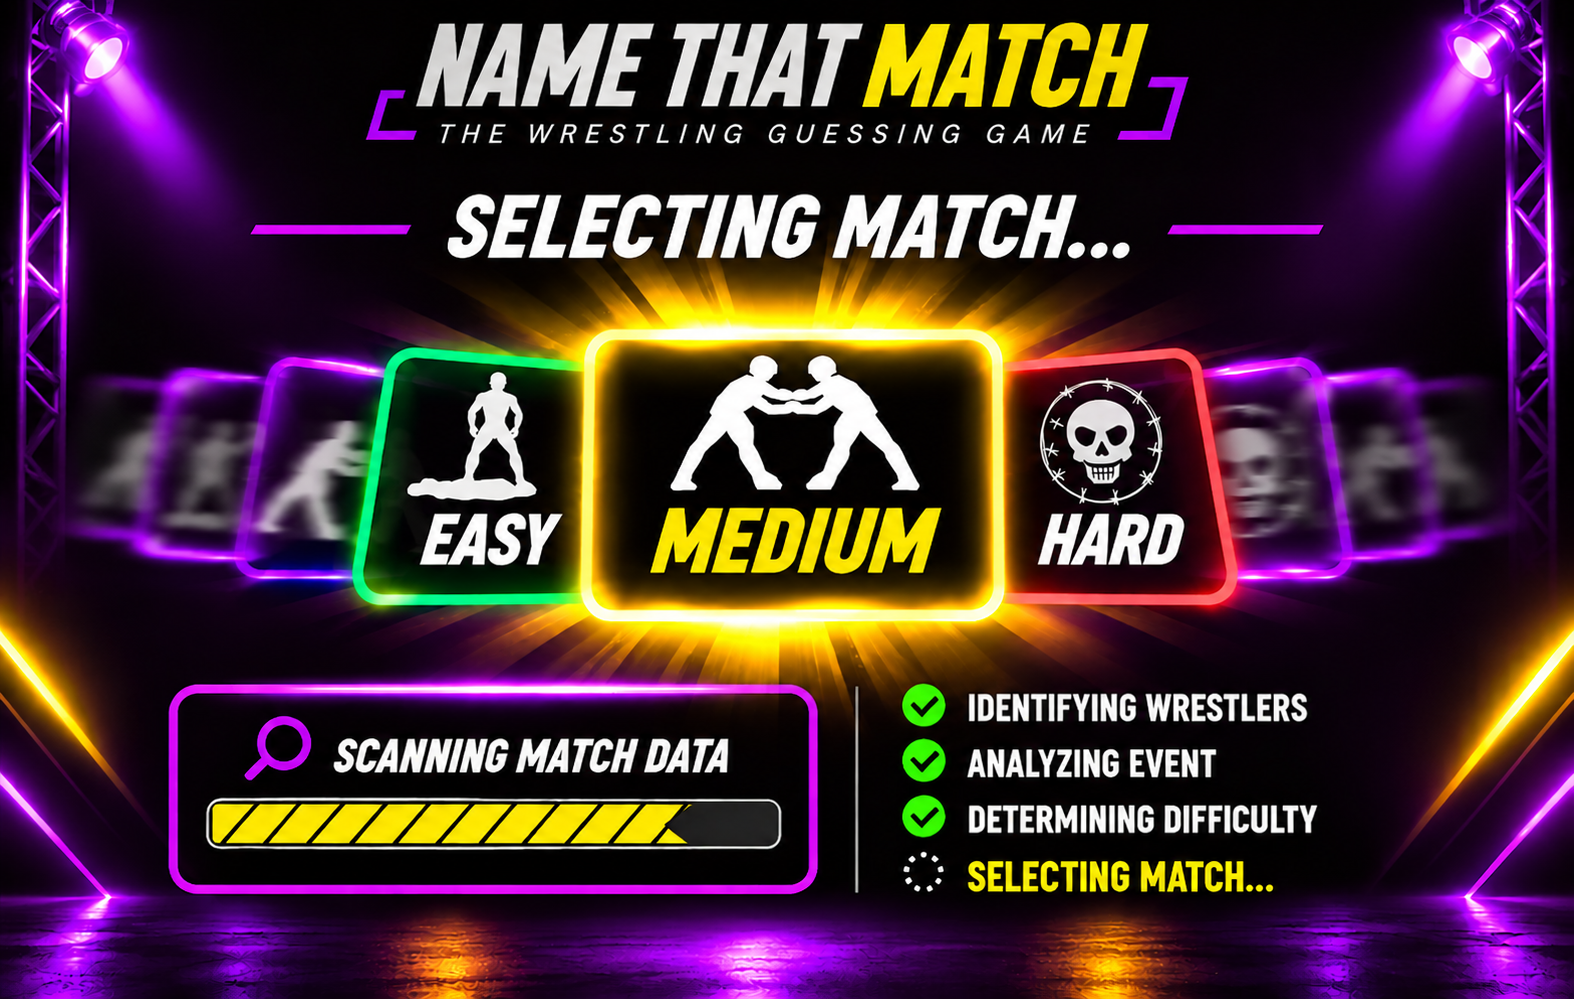 NAME THAT MATCH
THE WRESTLING GUESSING GAME
SELECTING MATCH...
EASY
MEDIUM
HARD
SCANNING MATCH DATA
IDENTIFYING WRESTLERS
ANALYZING EVENT
DETERMINING DIFFICULTY
SELECTING MATCH...